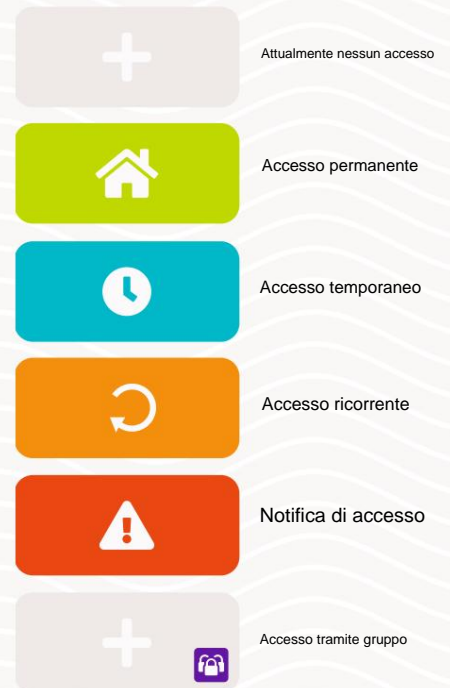 Attualmente nessun accesso
Accesso permanente
Accesso temporaneo
Accesso ricorrente
Notifica di accesso
Accesso tramite gruppo